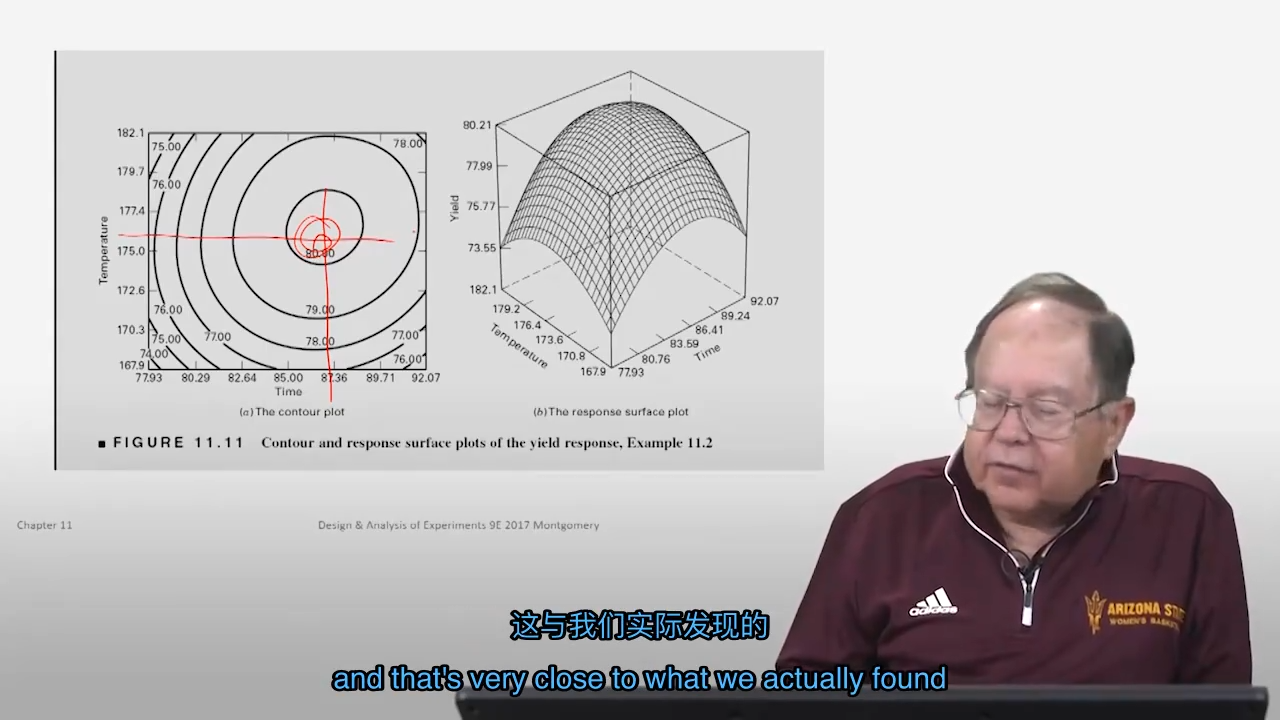 182.1
179.7
177.4
175.0
172.6
170.3
167.9
Temperature
75.00
76.00
78.00
80.00
79.00
78.00
76.00
75.00
74.00
77.00
77.00
76.00
77.93 80.29 82.64 85.00 87.36 89.71 92.07
Time
(a) The contour plot
80.21
77.99
75.77
73.55
Yield
182.1
179.2
176.4
173.6
170.8
167.9
Temperature
77.93
80.76
83.59
86.41
89.24
92.07
Time
(b) The response surface plot
■ FIGURE 11.11 Contour and response surface plots of the yield response, Example 11.2
Chapter 11
Design & Analysis of Experiments 9E 2017 Montgomery
adidas
ARIZONA ST
WOMEN'S BASK
这与我们实际发现的
and that's very close to what we actually found